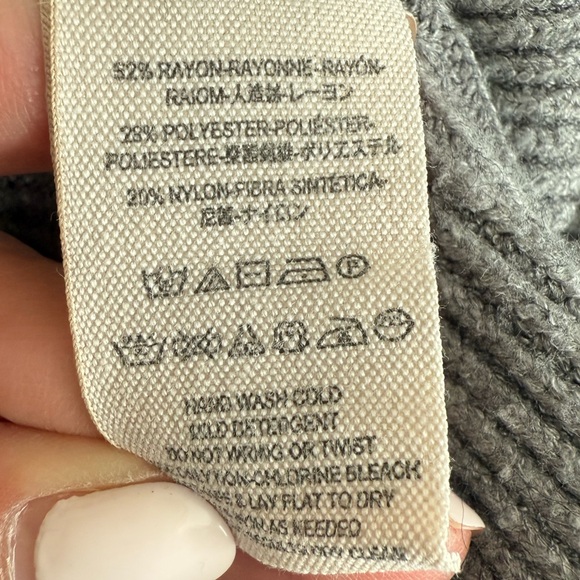 52% RAYON-RAYONNE-RAYÓN-
RAIOM-人造絲-レーヨン
28% POLYESTER-POLIÉSTER-
POLIESTERE-聚酯纖維-ポリエステル
20% NYLON-FIBRA SINTÉTICA-
尼龍-ナイロン
P
HAND WASH COLD
MILD DETERGENT
DO NOT WRING OR TWIST
NON-CHLORINE BLEACH
& LAY FLAT TO DRY
AS NEEDED
DRY CLEAN